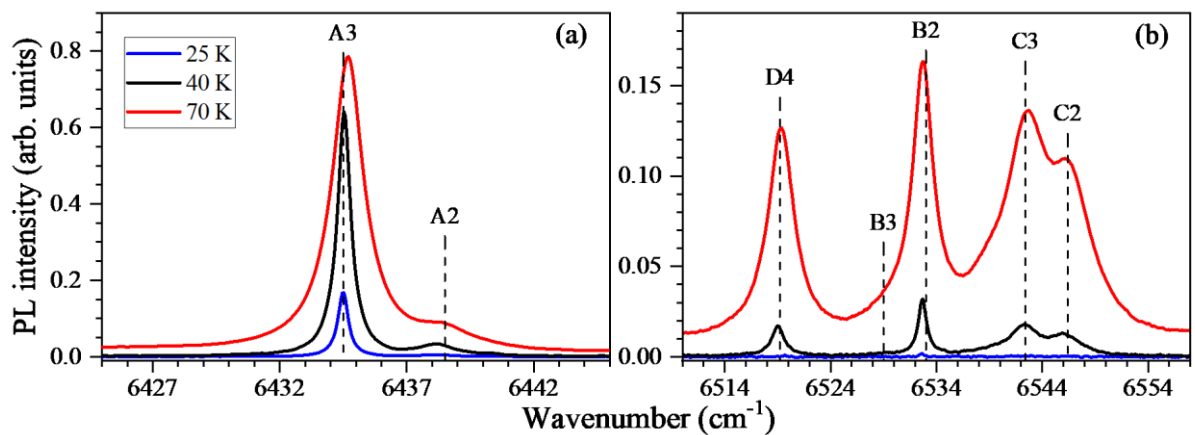 A3
(a)
25 K
40 K
70 K
A2
0.8
0.6
0.4
0.2
0.0
6427
6432
6437
6442
PL intensity (arb. units)
B2
C3
(b)
D4
C2
B3
0.15
0.10
0.05
0.00
6514
6524
6534
6544
6554
Wavenumber (cm⁻¹)